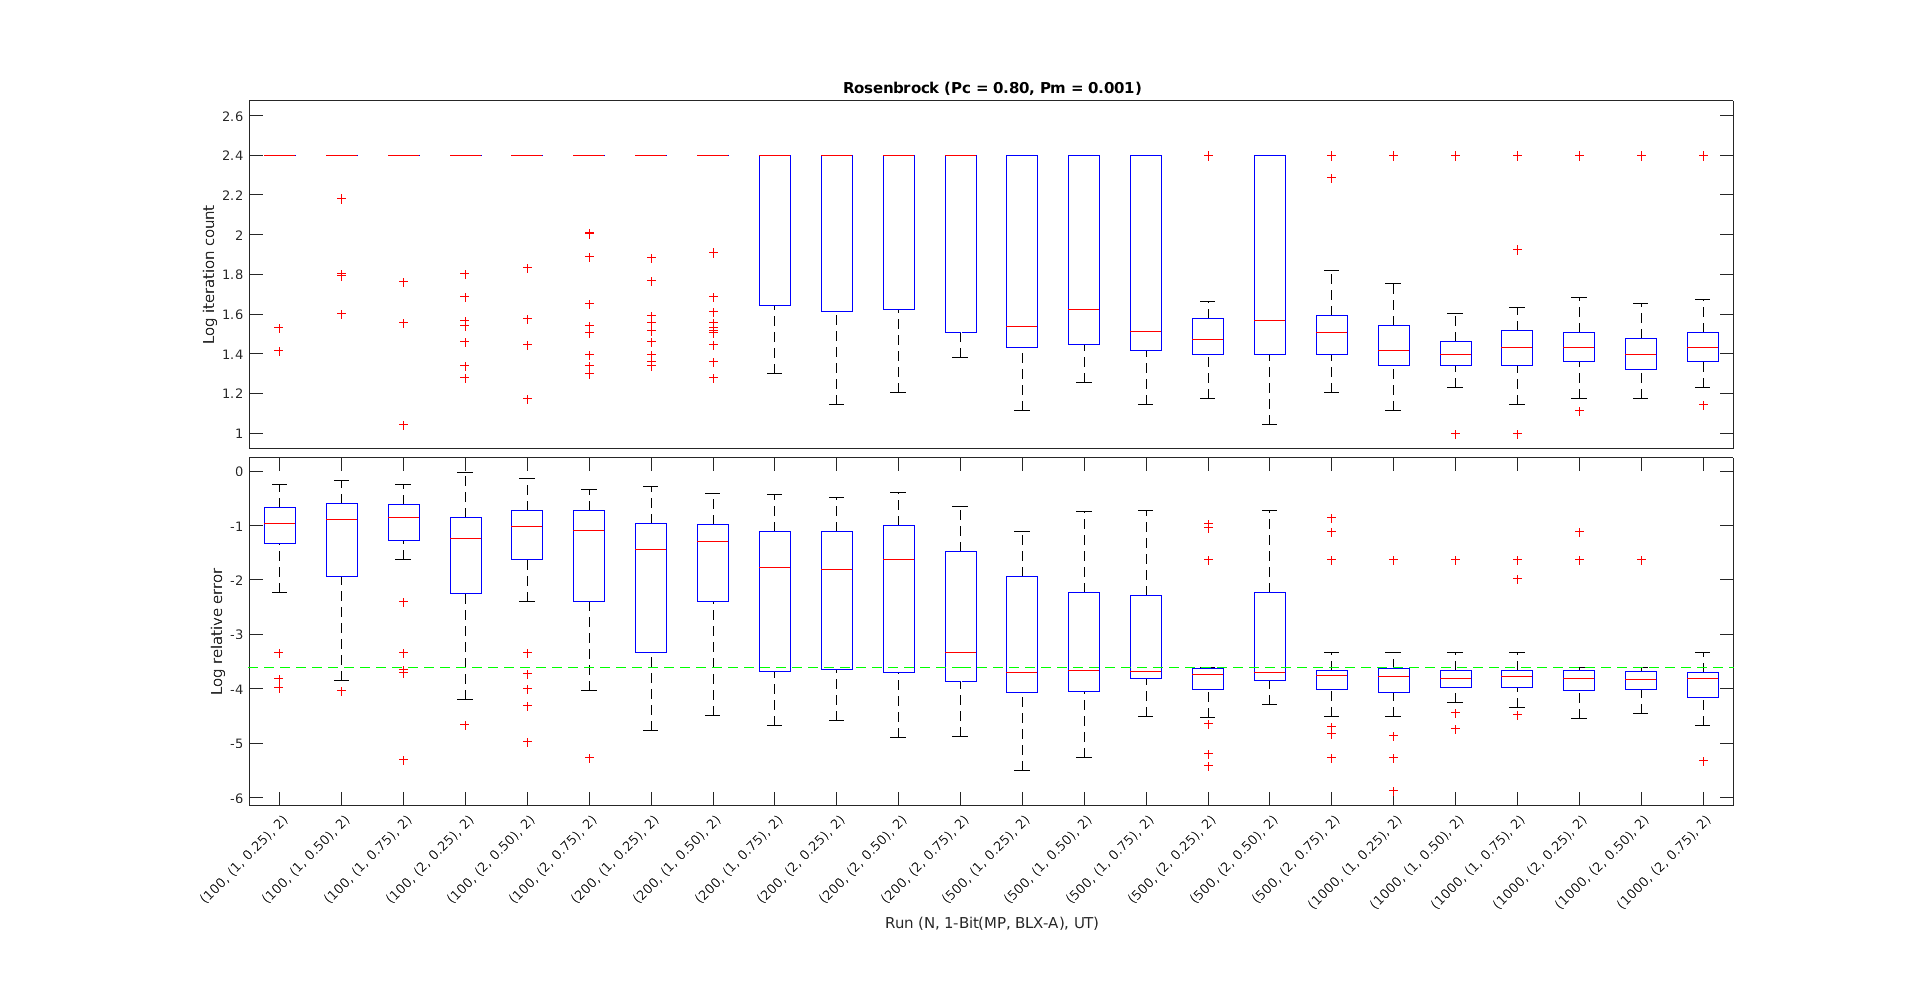 Rosenbrock (Pc = 0.80, Pm = 0.001)
2.6
2.4
2.2
2
1.8
1.6
1.4
1.2
1
Log iteration count
0
-1
-2
-3
-4
-5
-6
Log relative error
(100, (1, 0.25), 2)
(100, (1, 0.50), 2)
(100, (1, 0.75), 2)
(100, (2, 0.25), 2)
(100, (2, 0.50), 2)
(100, (2, 0.75), 2)
(200, (1, 0.25), 2)
(200, (1, 0.50), 2)
(200, (1, 0.75), 2)
(200, (2, 0.25), 2)
(200, (2, 0.50), 2)
(200, (2, 0.75), 2)
(500, (1, 0.25), 2)
(500, (1, 0.50), 2)
(500, (1, 0.75), 2)
(500, (2, 0.25), 2)
(500, (2, 0.50), 2)
(500, (2, 0.75), 2)
(1000, (1, 0.25), 2)
(1000, (1, 0.50), 2)
(1000, (1, 0.75), 2)
(1000, (2, 0.25), 2)
(1000, (2, 0.50), 2)
(1000, (2, 0.75), 2)
Run (N, 1-Bit(MP, BLX-A), UT)